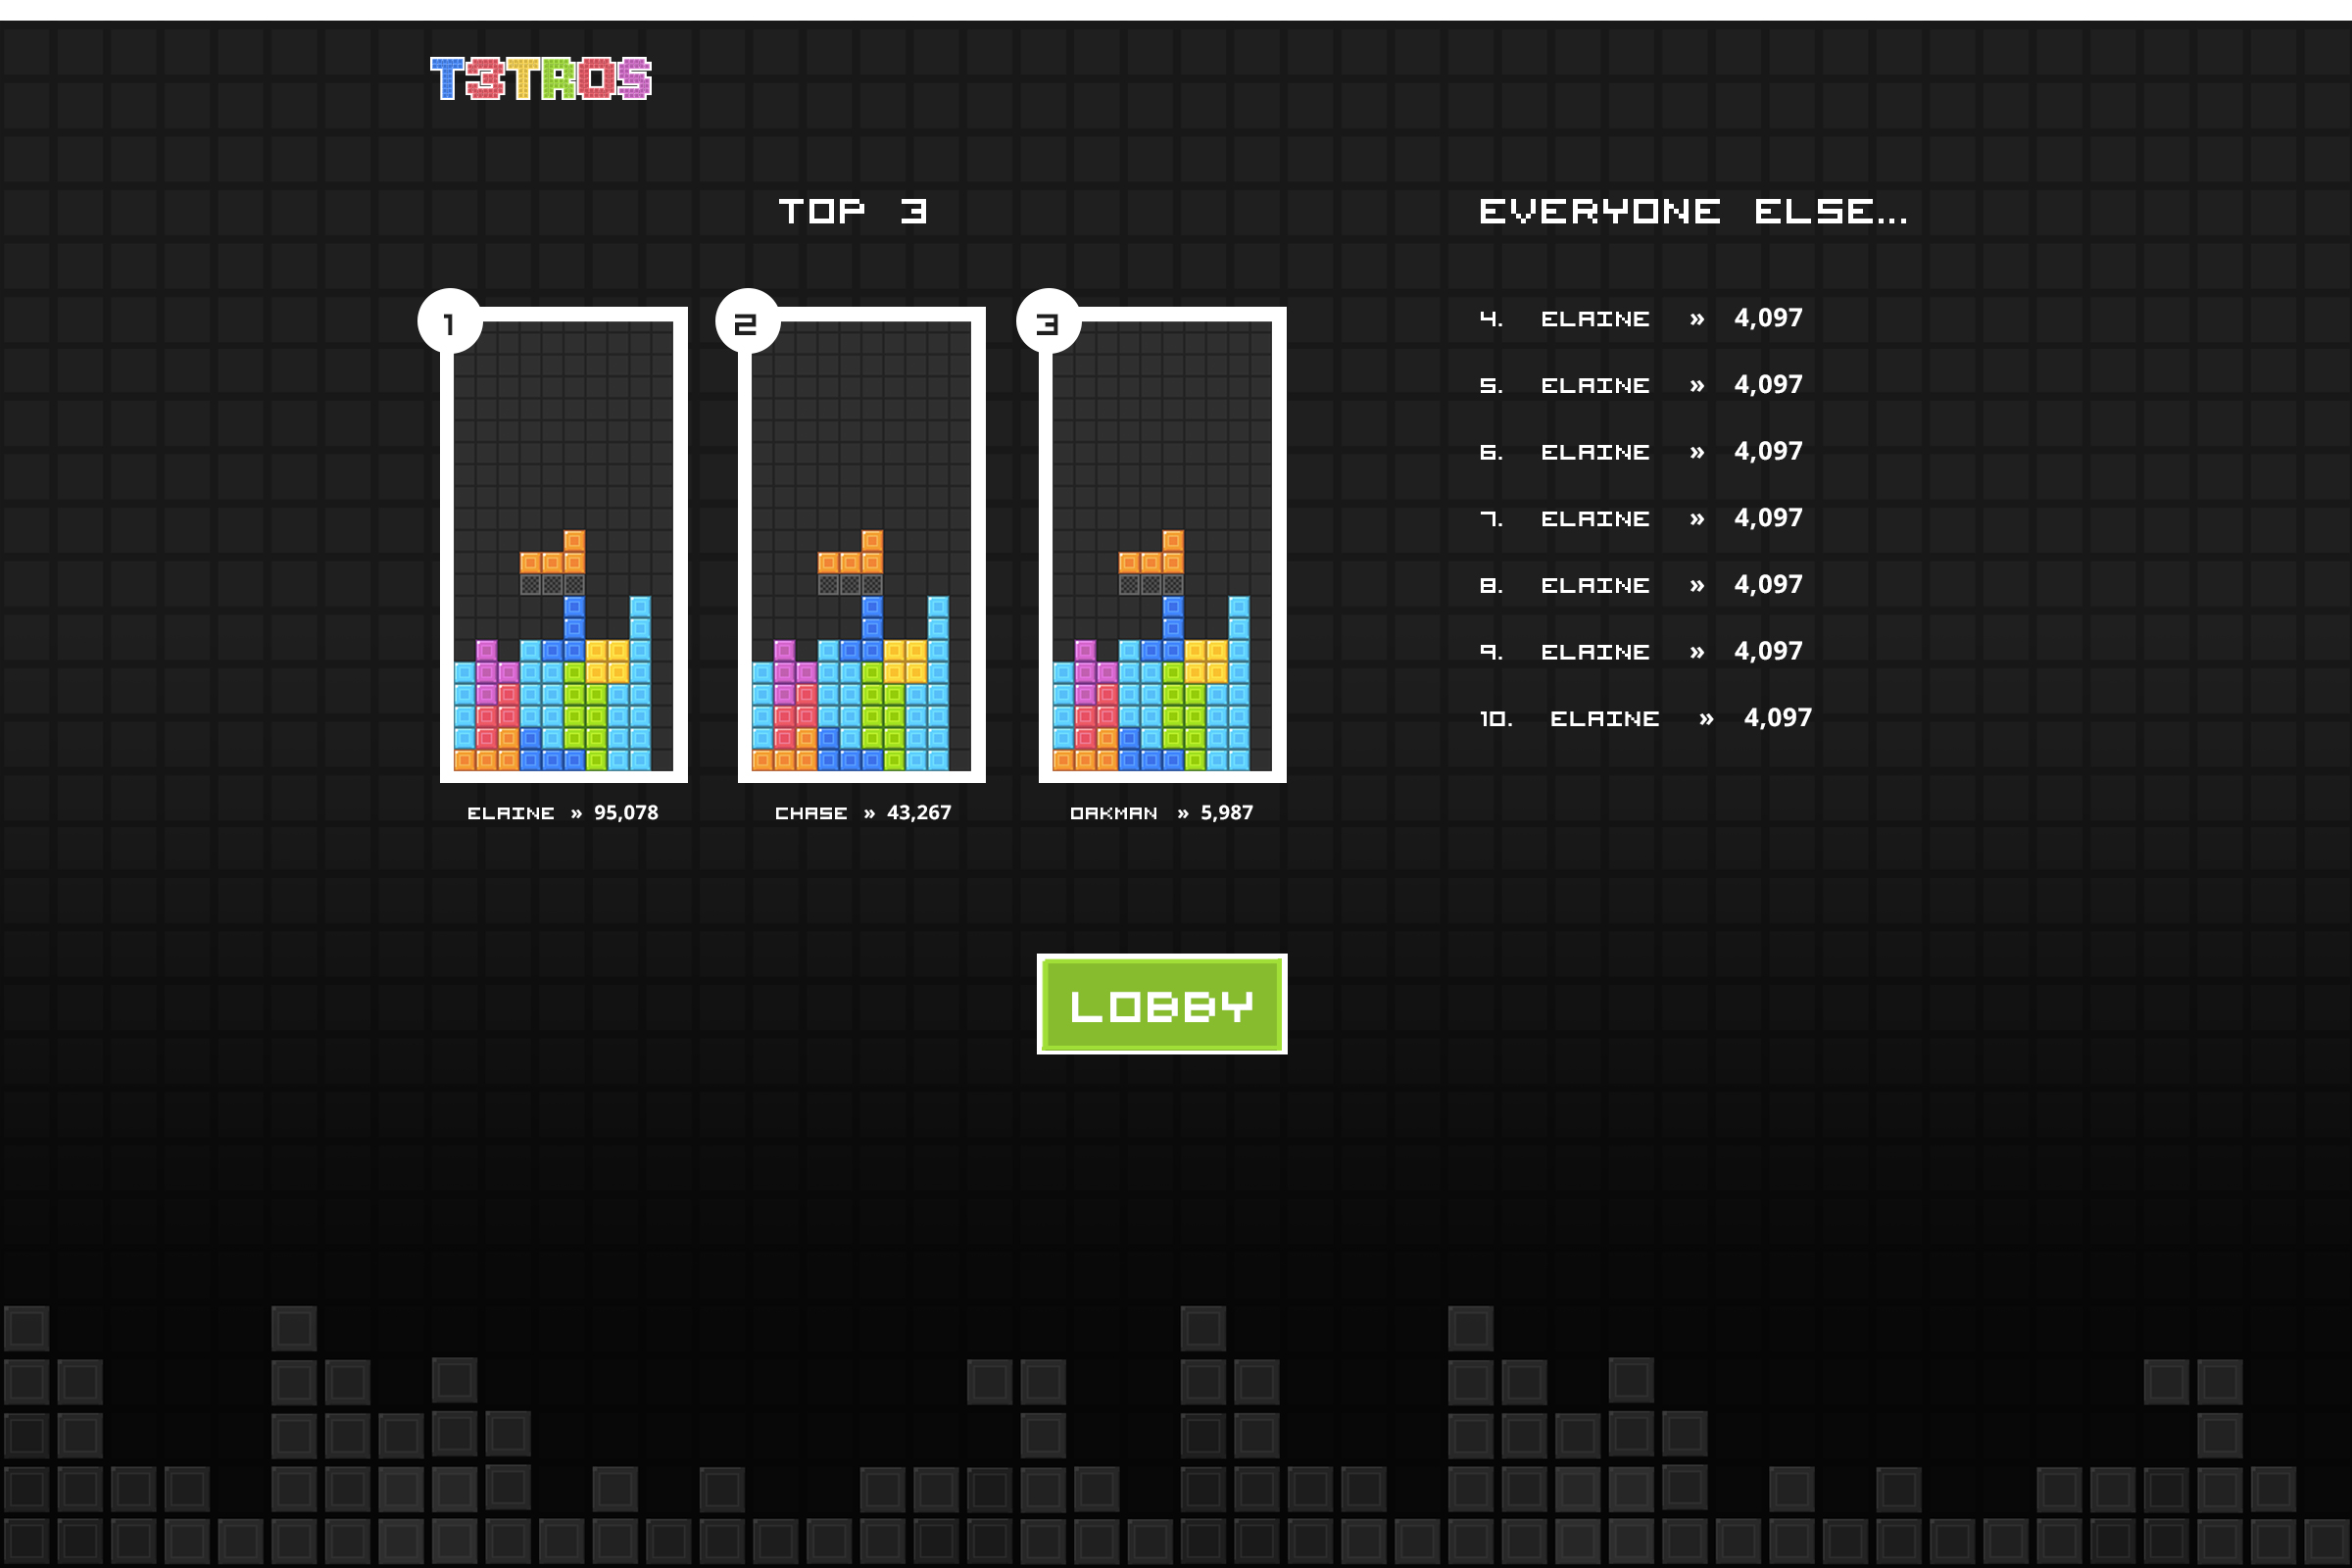 T3TROS
TOP 3
1
2
3
ELAINE » 95,078
CHASE » 43,267
OAKMAN » 5,987
EVERYONE ELSE...
4. ELAINE » 4,097
5. ELAINE » 4,097
6. ELAINE » 4,097
7. ELAINE » 4,097
8. ELAINE » 4,097
9. ELAINE » 4,097
10. ELAINE » 4,097
LOBBY